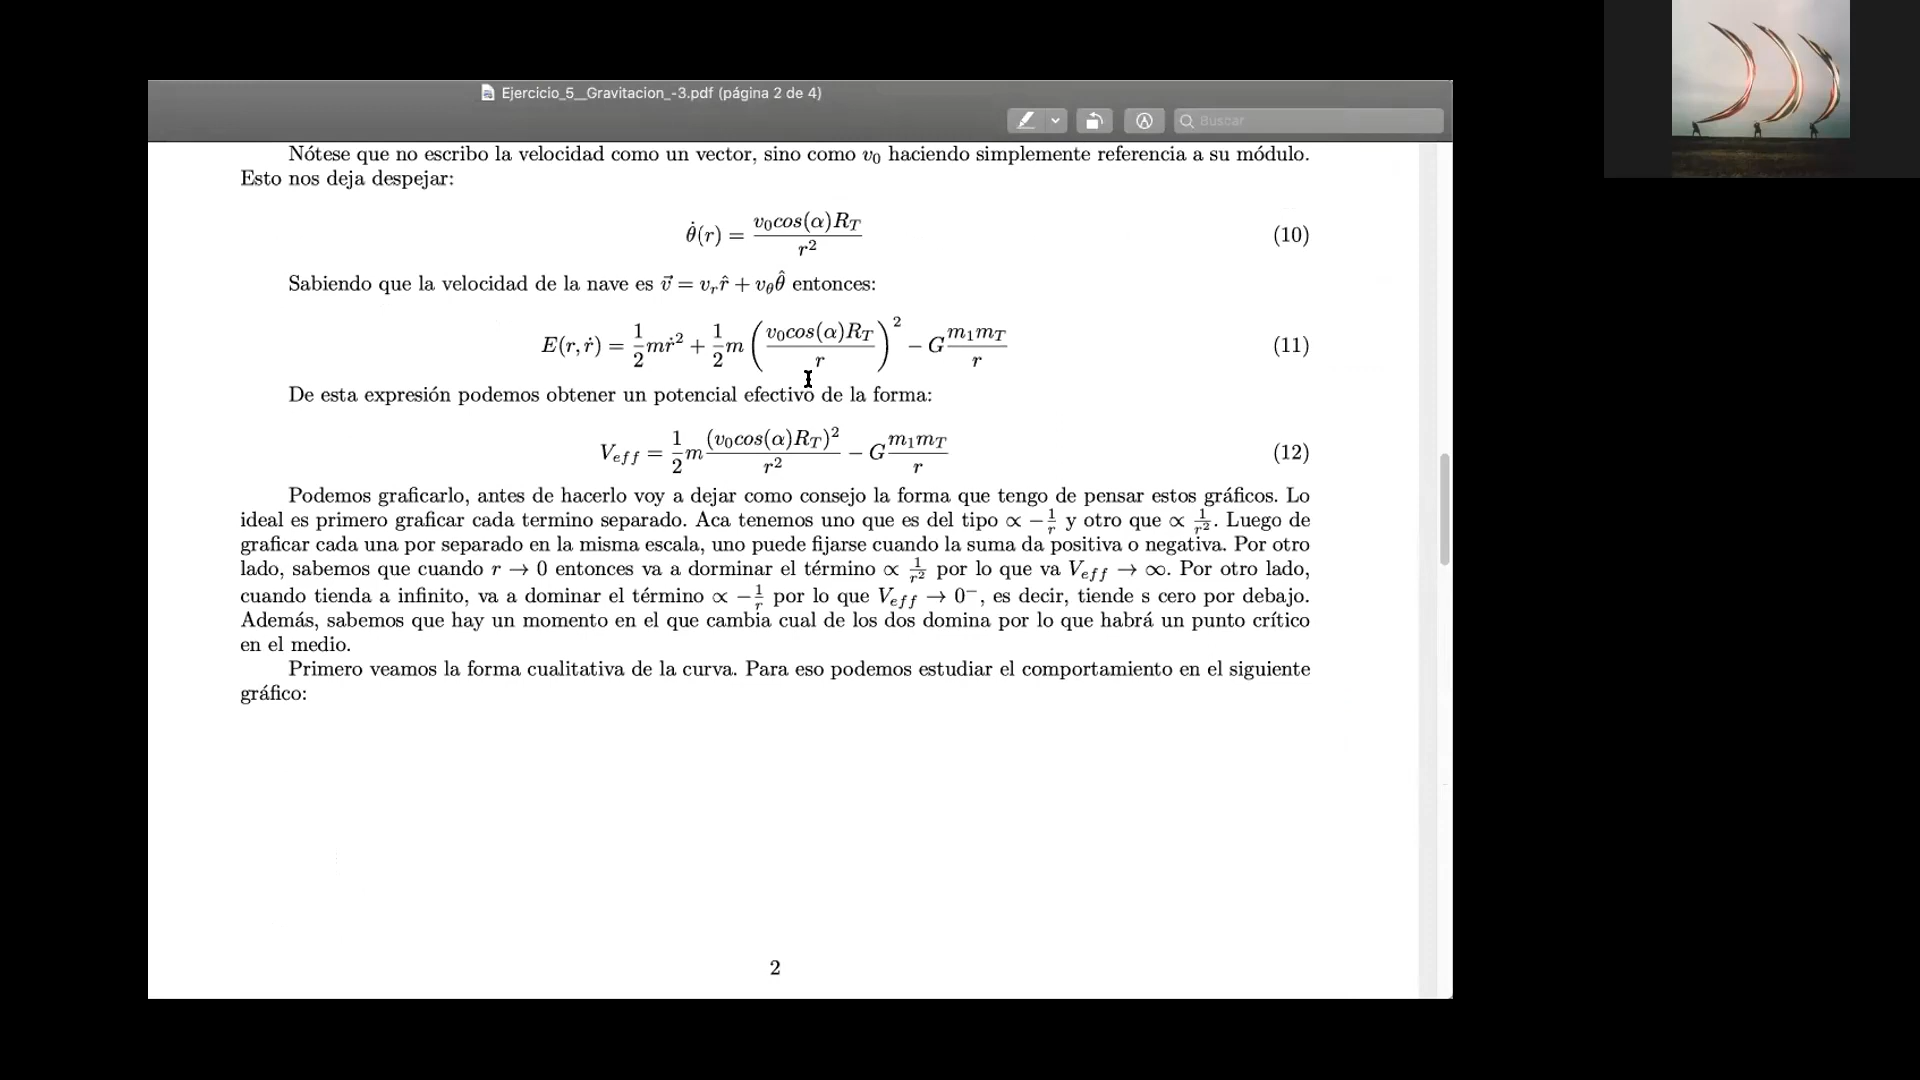 Ejercicio_5__Gravitacion_-3.pdf (página 2 de 4)
Buscar
Nótese que no escribo la velocidad como un vector, sino como v₀ haciendo simplemente referencia a su módulo.
Esto nos deja despejar:
θ̇(r) = v₀cos(α)R_T / r² (10)
Sabiendo que la velocidad de la nave es v⃗ = v_r r̂ + v_θ θ̂ entonces:
E(r, ṙ) = 1/2 mṙ² + 1/2 m (v₀cos(α)R_T / r)² − G m₁m_T / r (11)
De esta expresión podemos obtener un potencial efectivo de la forma:
V_eff = 1/2 m (v₀cos(α)R_T)² / r² − G m₁m_T / r (12)
Podemos graficarlo, antes de hacerlo voy a dejar como consejo la forma que tengo de pensar estos gráficos. Lo
ideal es primero graficar cada termino separado. Aca tenemos uno que es del tipo ∝ −1/r y otro que ∝ 1/r². Luego de
graficar cada una por separado en la misma escala, uno puede fijarse cuando la suma da positiva o negativa. Por otro
lado, sabemos que cuando r → 0 entonces va a dorminar el término ∝ 1/r² por lo que va V_eff → ∞. Por otro lado,
cuando tienda a infinito, va a dominar el término ∝ −1/r por lo que V_eff → 0⁻, es decir, tiende s cero por debajo.
Además, sabemos que hay un momento en el que cambia cual de los dos domina por lo que habrá un punto crítico
en el medio.
Primero veamos la forma cualitativa de la curva. Para eso podemos estudiar el comportamiento en el siguiente
gráfico:
2